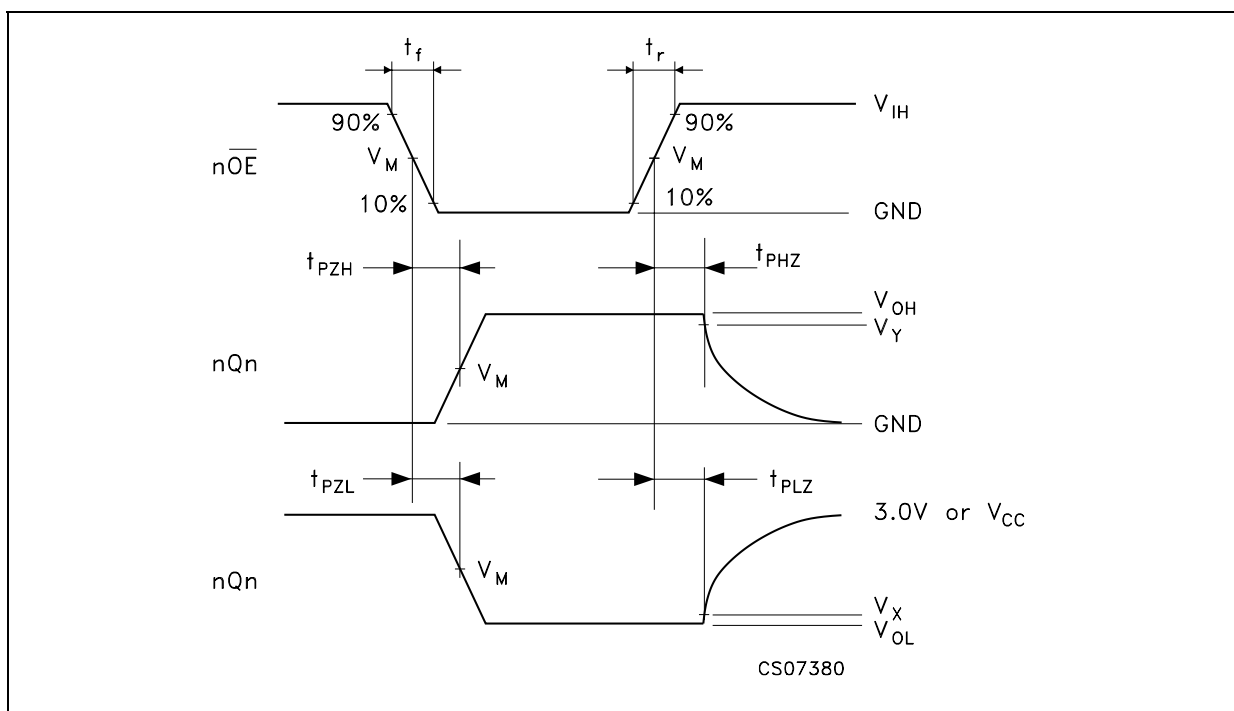 tf
tr
VIH
90%
90%
nOE
VM
VM
10%
10%
GND
tPZH
tPHZ
VOH
VY
nQn
VM
GND
tPZL
tPLZ
3.0V or VCC
nQn
VM
VX
VOL
CS07380